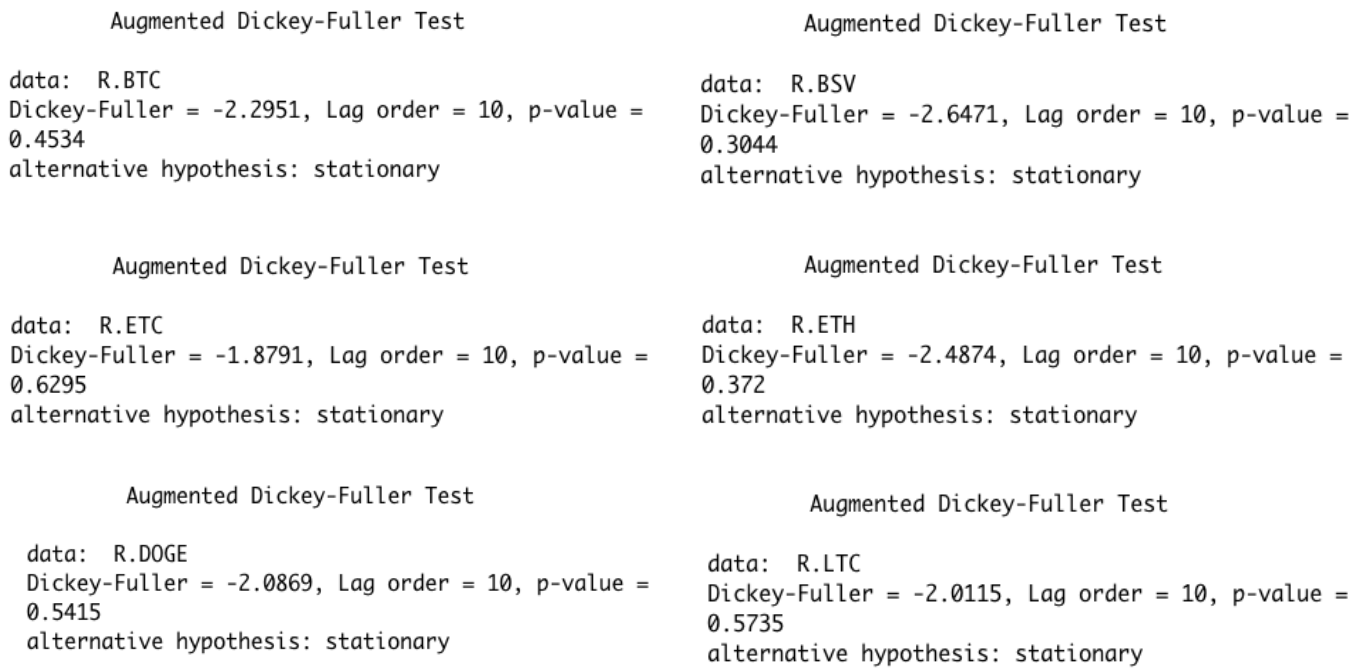 Augmented Dickey-Fuller Test
data:  R.BTC
Dickey-Fuller = -2.2951, Lag order = 10, p-value =
0.4534
alternative hypothesis: stationary
Augmented Dickey-Fuller Test
data:  R.BSV
Dickey-Fuller = -2.6471, Lag order = 10, p-value =
0.3044
alternative hypothesis: stationary
Augmented Dickey-Fuller Test
data:  R.ETC
Dickey-Fuller = -1.8791, Lag order = 10, p-value =
0.6295
alternative hypothesis: stationary
Augmented Dickey-Fuller Test
data:  R.ETH
Dickey-Fuller = -2.4874, Lag order = 10, p-value =
0.372
alternative hypothesis: stationary
Augmented Dickey-Fuller Test
data:  R.DOGE
Dickey-Fuller = -2.0869, Lag order = 10, p-value =
0.5415
alternative hypothesis: stationary
Augmented Dickey-Fuller Test
data:  R.LTC
Dickey-Fuller = -2.0115, Lag order = 10, p-value =
0.5735
alternative hypothesis: stationary